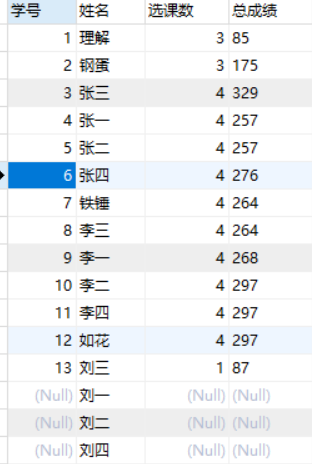 学号 姓名 选课数 总成绩
1 理解 3 85
2 钢蛋 3 175
3 张三 4 329
4 张一 4 257
5 张二 4 257
6 张四 4 276
7 铁锤 4 264
8 李三 4 264
9 李一 4 268
10 李二 4 297
11 李四 4 297
12 如花 4 297
13 刘三 1 87
(Null) 刘一 (Null) (Null)
(Null) 刘二 (Null) (Null)
(Null) 刘四 (Null) (Null)